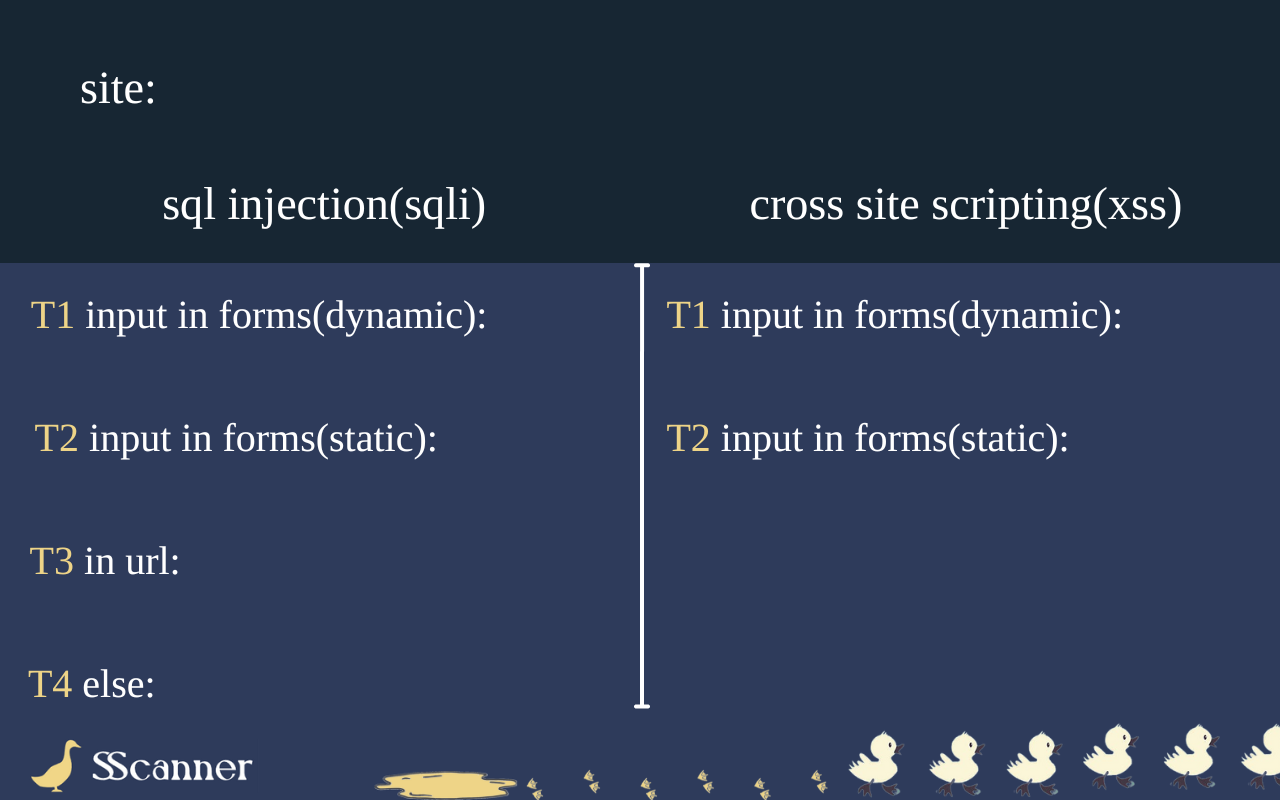 site:
sql injection(sqli)
cross site scripting(xss)
T1 input in forms(dynamic):
T2 input in forms(static):
T3 in url:
T4 else:
T1 input in forms(dynamic):
T2 input in forms(static):
SScanner